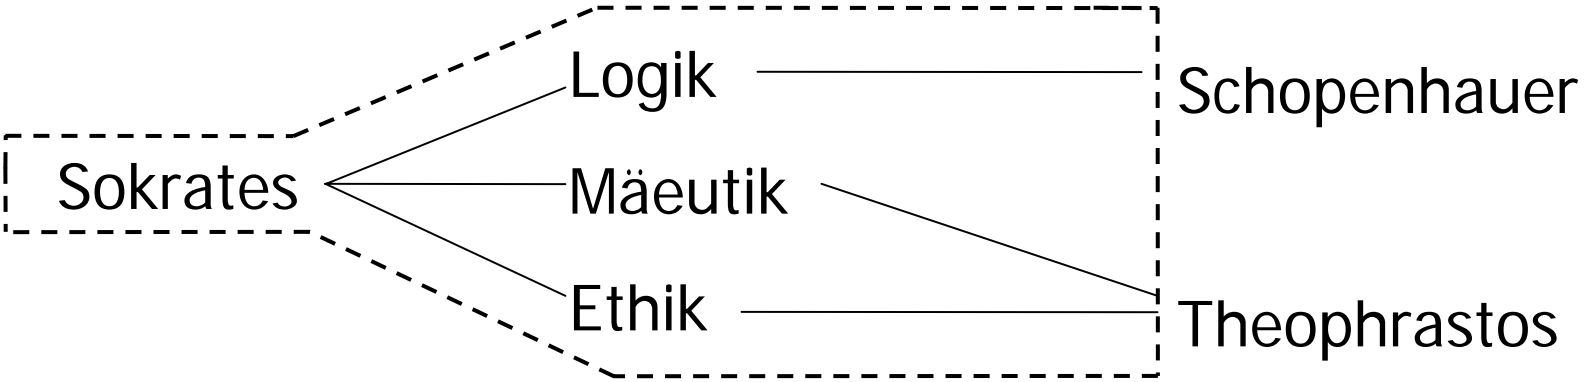 Logik
Schopenhauer
Sokrates
Mäeutik
Ethik
Theophrastos